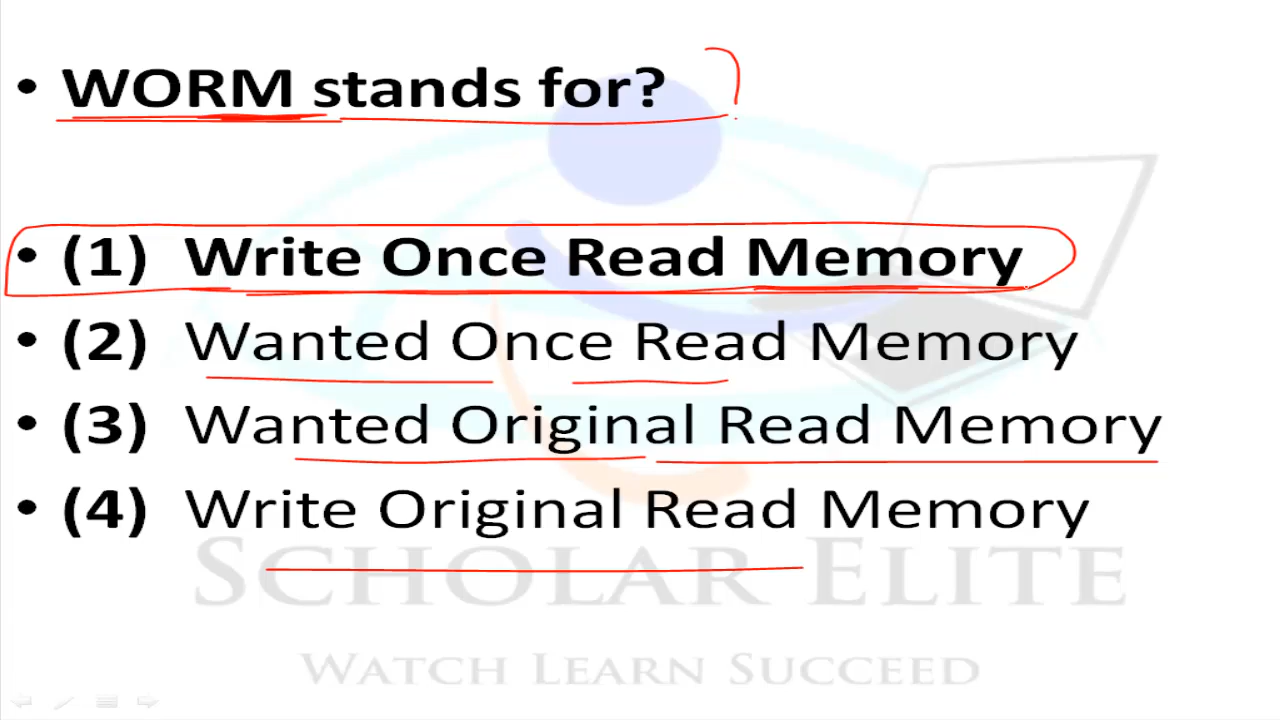 • WORM stands for?
• (1) Write Once Read Memory
• (2) Wanted Once Read Memory
• (3) Wanted Original Read Memory
• (4) Write Original Read Memory
SCHOLAR ELITE
WATCH LEARN SUCCEED